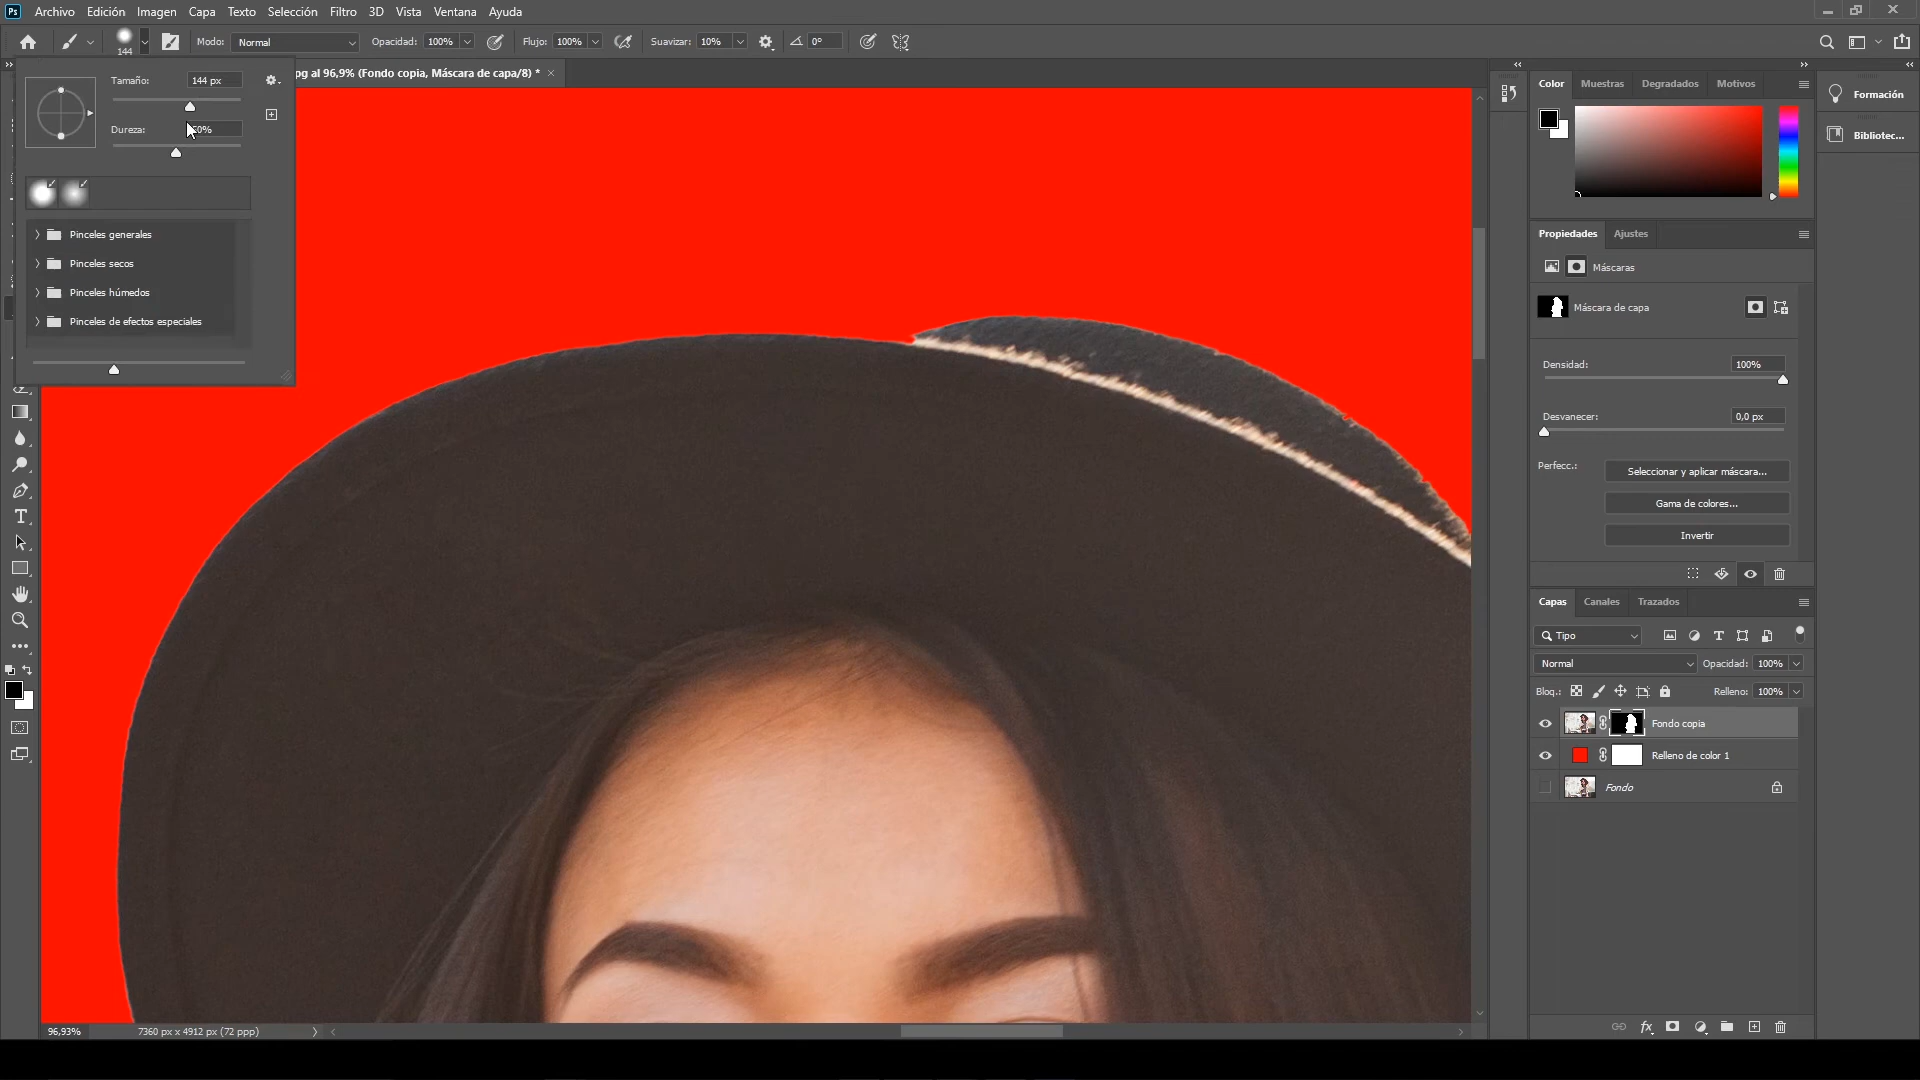 Ps Archivo Edición Imagen Capa Texto Selección Filtro 3D Vista Ventana Ayuda
144 Modo: Normal Opacidad: 100% Flujo: 100% Suavizar: 10% 0°
pg al 96,9% (Fondo copia, Máscara de capa/8) *
Tamaño: 144 px
Dureza:
Pinceles generales
Pinceles secos
Pinceles húmedos
Pinceles de efectos especiales
Color Muestras Degradados Motivos
Formación
Bibliotec...
Propiedades Ajustes
Máscaras
Máscara de capa
Densidad: 100%
Desvanecer: 0,0 px
Perfecc.: Seleccionar y aplicar máscara...
Gama de colores...
Invertir
Capas Canales Trazados
Tipo
Normal Opacidad: 100%
Bloq.: Relleno: 100%
Fondo copia
Relleno de color 1
Fondo
fx
96,93% 7360 px x 4912 px (72 ppp)